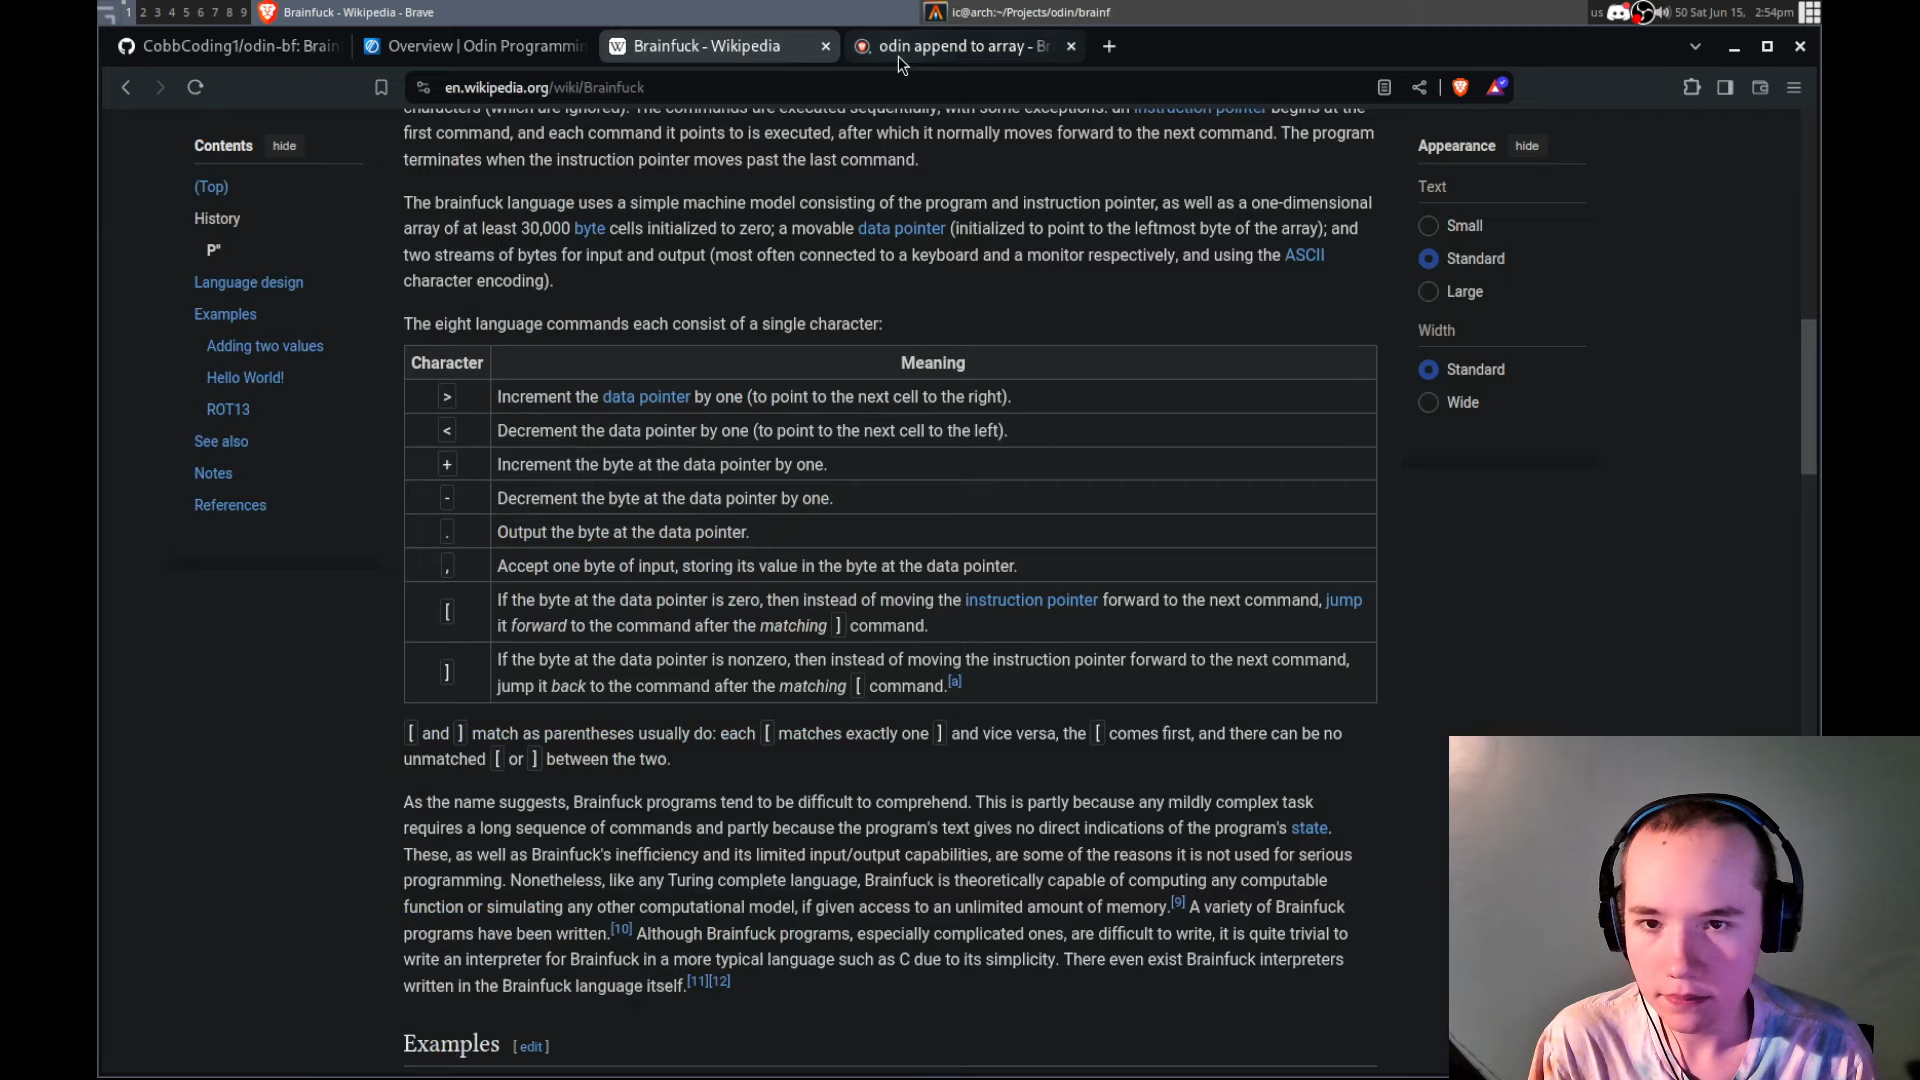 1 2 3 4 5 6 7 8 9 Brainfuck - Wikipedia - Brave ic@arch:~/Projects/odin/brainf us 50 Sat Jun 15, 2:54pm
CobbCoding1/odin-bf: Brain Overview | Odin Programmin Brainfuck - Wikipedia odin append to array - Br
en.wikipedia.org/wiki/Brainfuck
characters (which are ignored). The commands are executed sequentially, with some exceptions: an instruction pointer begins at the
first command, and each command it points to is executed, after which it normally moves forward to the next command. The program
terminates when the instruction pointer moves past the last command.
Contents hide
(Top)
History
P′′
Language design
Examples
Adding two values
Hello World!
ROT13
See also
Notes
References
The brainfuck language uses a simple machine model consisting of the program and instruction pointer, as well as a one-dimensional
array of at least 30,000 byte cells initialized to zero; a movable data pointer (initialized to point to the leftmost byte of the array); and
two streams of bytes for input and output (most often connected to a keyboard and a monitor respectively, and using the ASCII
character encoding).
The eight language commands each consist of a single character:
Character Meaning
> Increment the data pointer by one (to point to the next cell to the right).
< Decrement the data pointer by one (to point to the next cell to the left).
+ Increment the byte at the data pointer by one.
- Decrement the byte at the data pointer by one.
. Output the byte at the data pointer.
, Accept one byte of input, storing its value in the byte at the data pointer.
[ If the byte at the data pointer is zero, then instead of moving the instruction pointer forward to the next command, jump
it forward to the command after the matching ] command.
] If the byte at the data pointer is nonzero, then instead of moving the instruction pointer forward to the next command,
jump it back to the command after the matching [ command.[a]
[ and ] match as parentheses usually do: each [ matches exactly one ] and vice versa, the [ comes first, and there can be no
unmatched [ or ] between the two.
As the name suggests, Brainfuck programs tend to be difficult to comprehend. This is partly because any mildly complex task
requires a long sequence of commands and partly because the program's text gives no direct indications of the program's state.
These, as well as Brainfuck's inefficiency and its limited input/output capabilities, are some of the reasons it is not used for serious
programming. Nonetheless, like any Turing complete language, Brainfuck is theoretically capable of computing any computable
function or simulating any other computational model, if given access to an unlimited amount of memory.[9] A variety of Brainfuck
programs have been written.[10] Although Brainfuck programs, especially complicated ones, are difficult to write, it is quite trivial to
write an interpreter for Brainfuck in a more typical language such as C due to its simplicity. There even exist Brainfuck interpreters
written in the Brainfuck language itself.[11][12]
Examples [ edit ]
Appearance hide
Text
Small
Standard
Large
Width
Standard
Wide